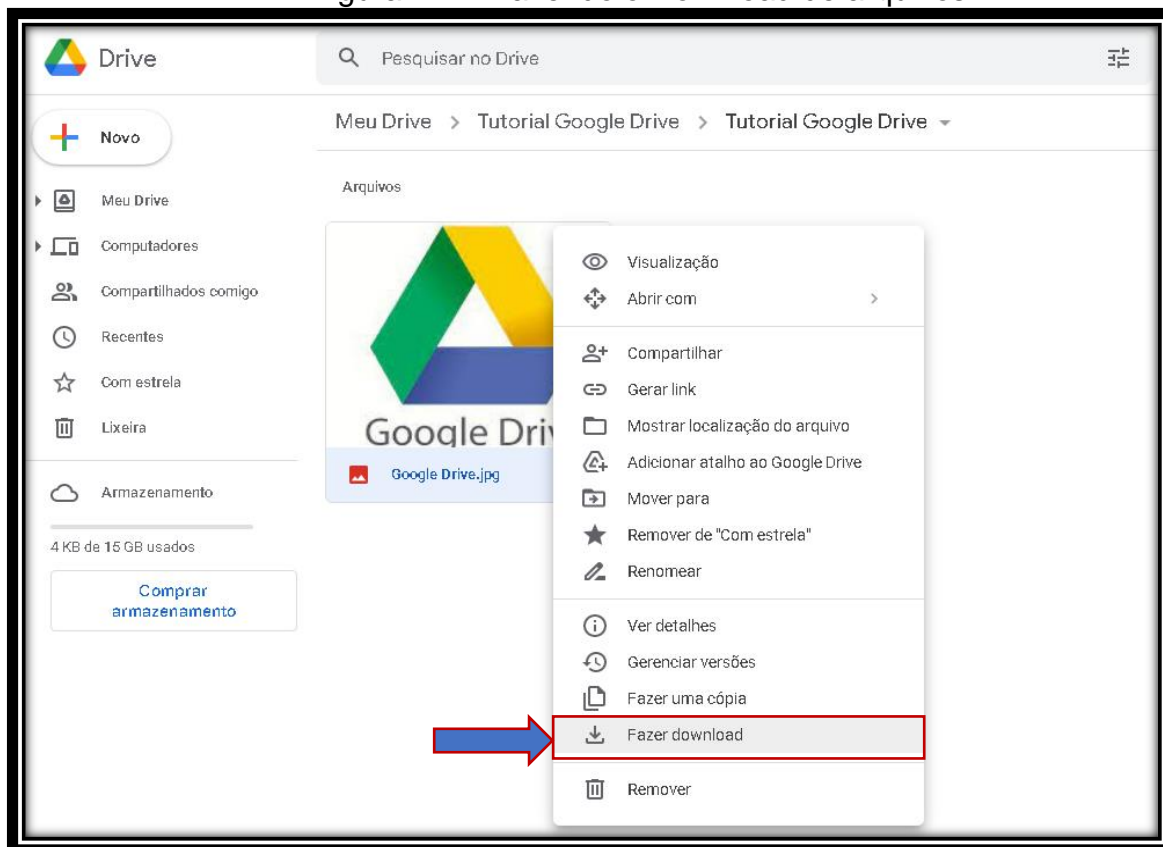 Drive
Pesquisar no Drive
Novo
Meu Drive > Tutorial Google Drive > Tutorial Google Drive
Meu Drive
Computadores
Compartilhados comigo
Recentes
Com estrela
Lixeira
Armazenamento
4 KB de 15 GB usados
Comprar
armazenamento
Arquivos
Google
Google Drive.jpg
Visualização
Abrir com
Compartilhar
Gerar link
Mostrar localização do arquivo
Adicionar atalho ao Google Drive
Mover para
Remover de "Com estrela"
Renomear
Ver detalhes
Gerenciar versões
Fazer uma cópia
Fazer download
Remover